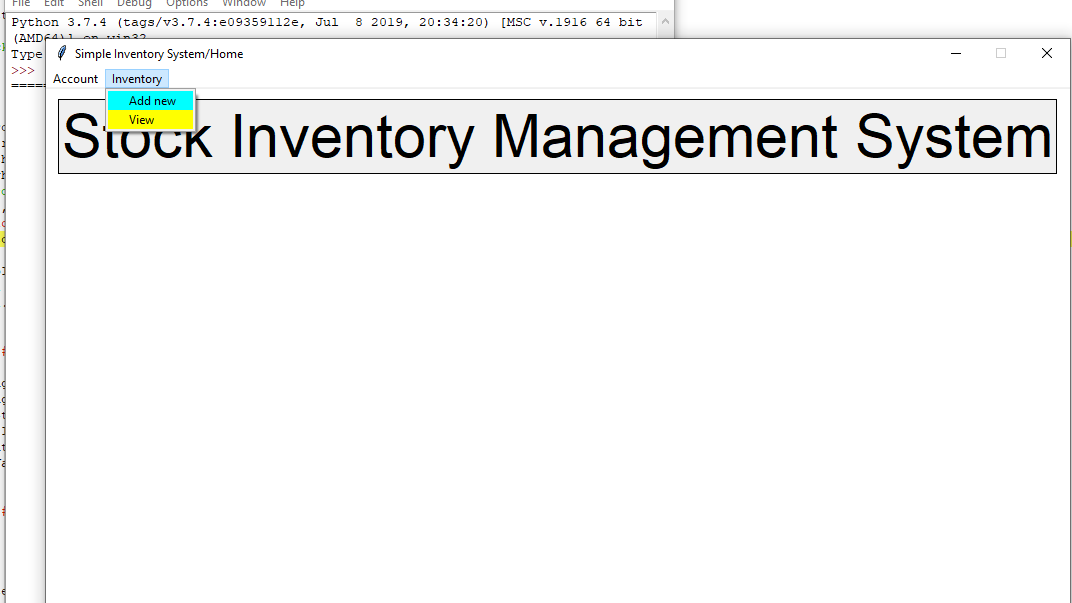 File Edit Shell Debug Options Window Help
Python 3.7.4 (tags/v3.7.4:e09359112e, Jul  8 2019, 20:34:20) [MSC v.1916 64 bit
(AMD64)] on win32
Type
>>>
=====
Simple Inventory System/Home
Account Inventory
Add new
View
Stock Inventory Management System